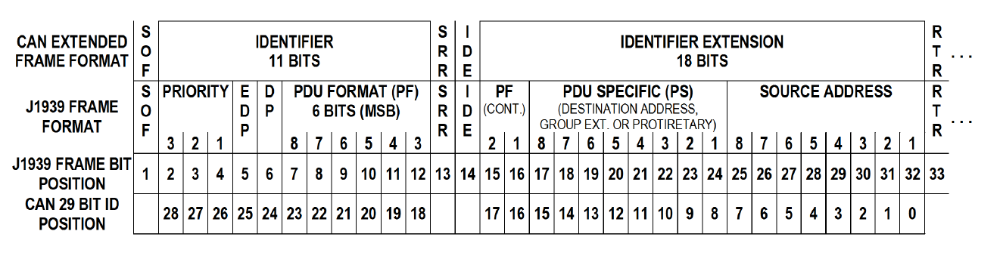 CAN EXTENDED FRAME FORMAT SOF IDENTIFIER 11 BITS SRR IDE IDENTIFIER EXTENSION 18 BITS RTR ...
J1939 FRAME FORMAT SOF PRIORITY EDP DP PDU FORMAT (PF) 6 BITS (MSB) SRR IDE PF (CONT.) PDU SPECIFIC (PS) (DESTINATION ADDRESS, GROUP EXT. OR PROTIRETARY) SOURCE ADDRESS RTR ...
3 2 1 8 7 6 5 4 3 2 1 8 7 6 5 4 3 2 1 8 7 6 5 4 3 2 1
J1939 FRAME BIT POSITION 1 2 3 4 5 6 7 8 9 10 11 12 13 14 15 16 17 18 19 20 21 22 23 24 25 26 27 28 29 30 31 32 33
CAN 29 BIT ID POSITION 28 27 26 25 24 23 22 21 20 19 18 17 16 15 14 13 12 11 10 9 8 7 6 5 4 3 2 1 0